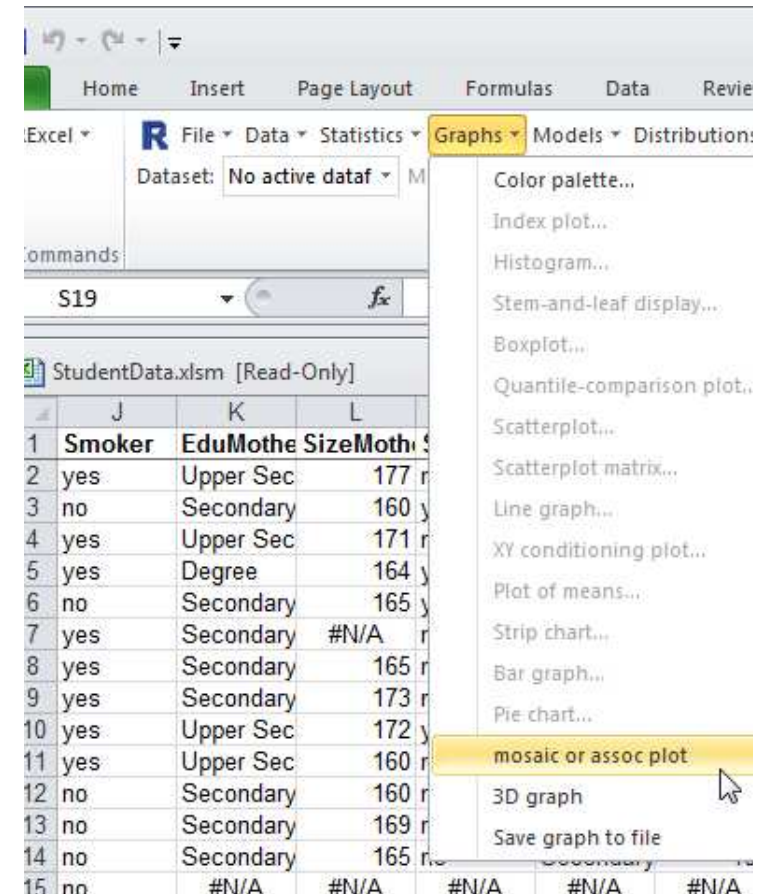 Home Insert Page Layout Formulas Data Revie
Excel R File Data Statistics Graphs Models Distributions
Dataset: No active dataf M
ommands
Color palette...
Index plot...
Histogram...
Stem-and-leaf display...
Boxplot...
Quantile-comparison plot..
Scatterplot...
Scatterplot matrix...
Line graph...
XY conditioning plot...
Plot of means...
Strip chart...
Bar graph...
Pie chart...
mosaic or assoc plot
3D graph
Save graph to file
S19 fx
StudentData.xlsm [Read-Only]
J K L
1 Smoker EduMothe SizeMoth
2 yes Upper Sec 177 r
3 no Secondary 160 y
4 yes Upper Sec 171 r
5 yes Degree 164 y
6 no Secondary 165 y
7 yes Secondary #N/A r
8 yes Secondary 165 r
9 yes Secondary 173 r
10 yes Upper Sec 172 y
11 yes Upper Sec 160 r
12 no Secondary 160 r
13 no Secondary 169 r
14 no Secondary 165 no Secondary
15 no #N/A #N/A #N/A #N/A #N/A